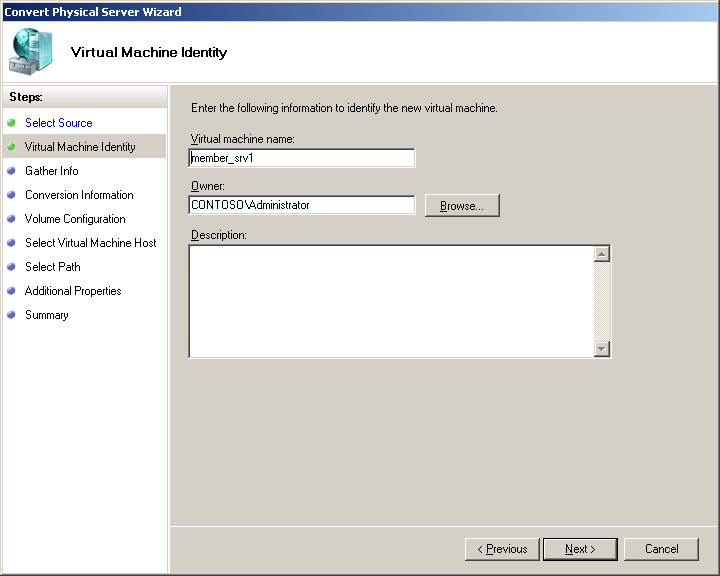 Convert Physical Server Wizard
Virtual Machine Identity
Steps:
Select Source
Virtual Machine Identity
Gather Info
Conversion Information
Volume Configuration
Select Virtual Machine Host
Select Path
Additional Properties
Summary
Enter the following information to identify the new virtual machine.
Virtual machine name:
member_srv1
Owner:
CONTOSO\Administrator
Browse...
Description:
< Previous
Next >
Cancel